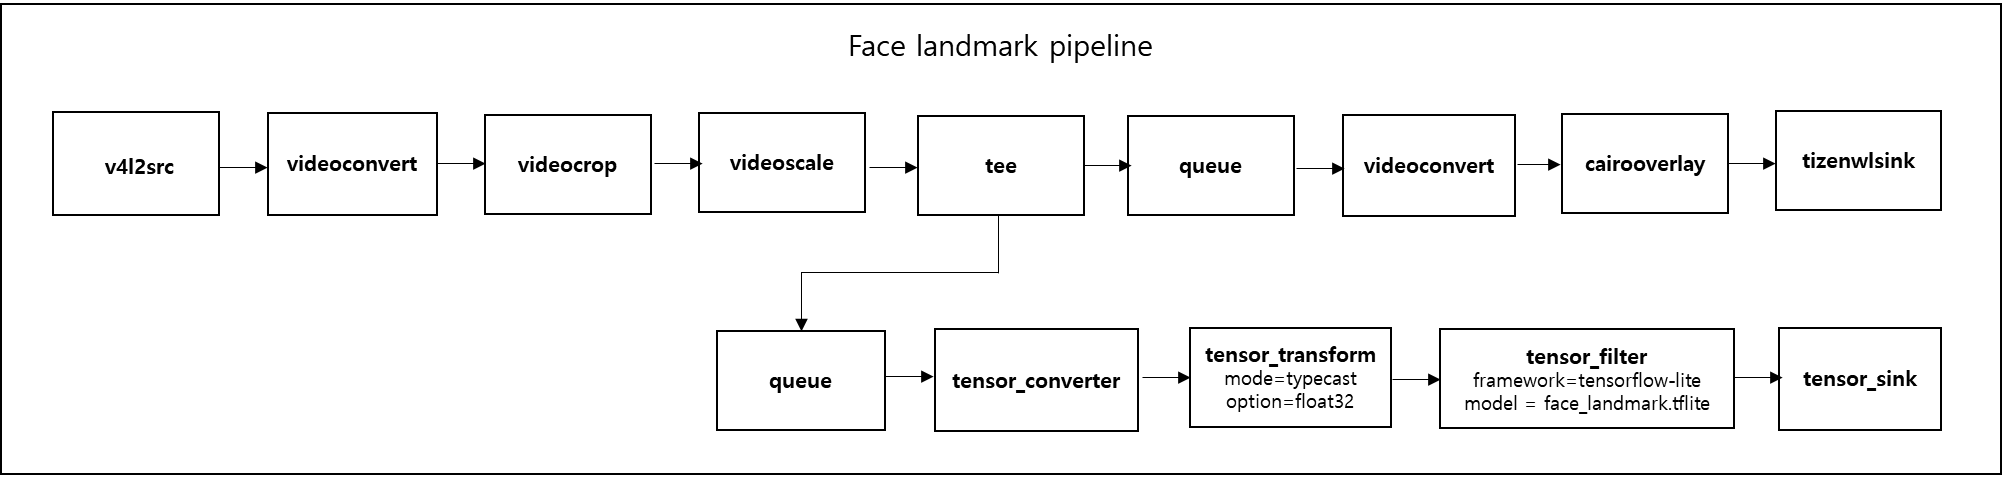 Face landmark pipeline
v4l2src
videoconvert
videocrop
videoscale
tee
queue
videoconvert
cairooverlay
tizenwlsink
queue
tensor_converter
tensor_transform
mode=typecast
option=float32
tensor_filter
framework=tensorflow-lite
model = face_landmark.tflite
tensor_sink